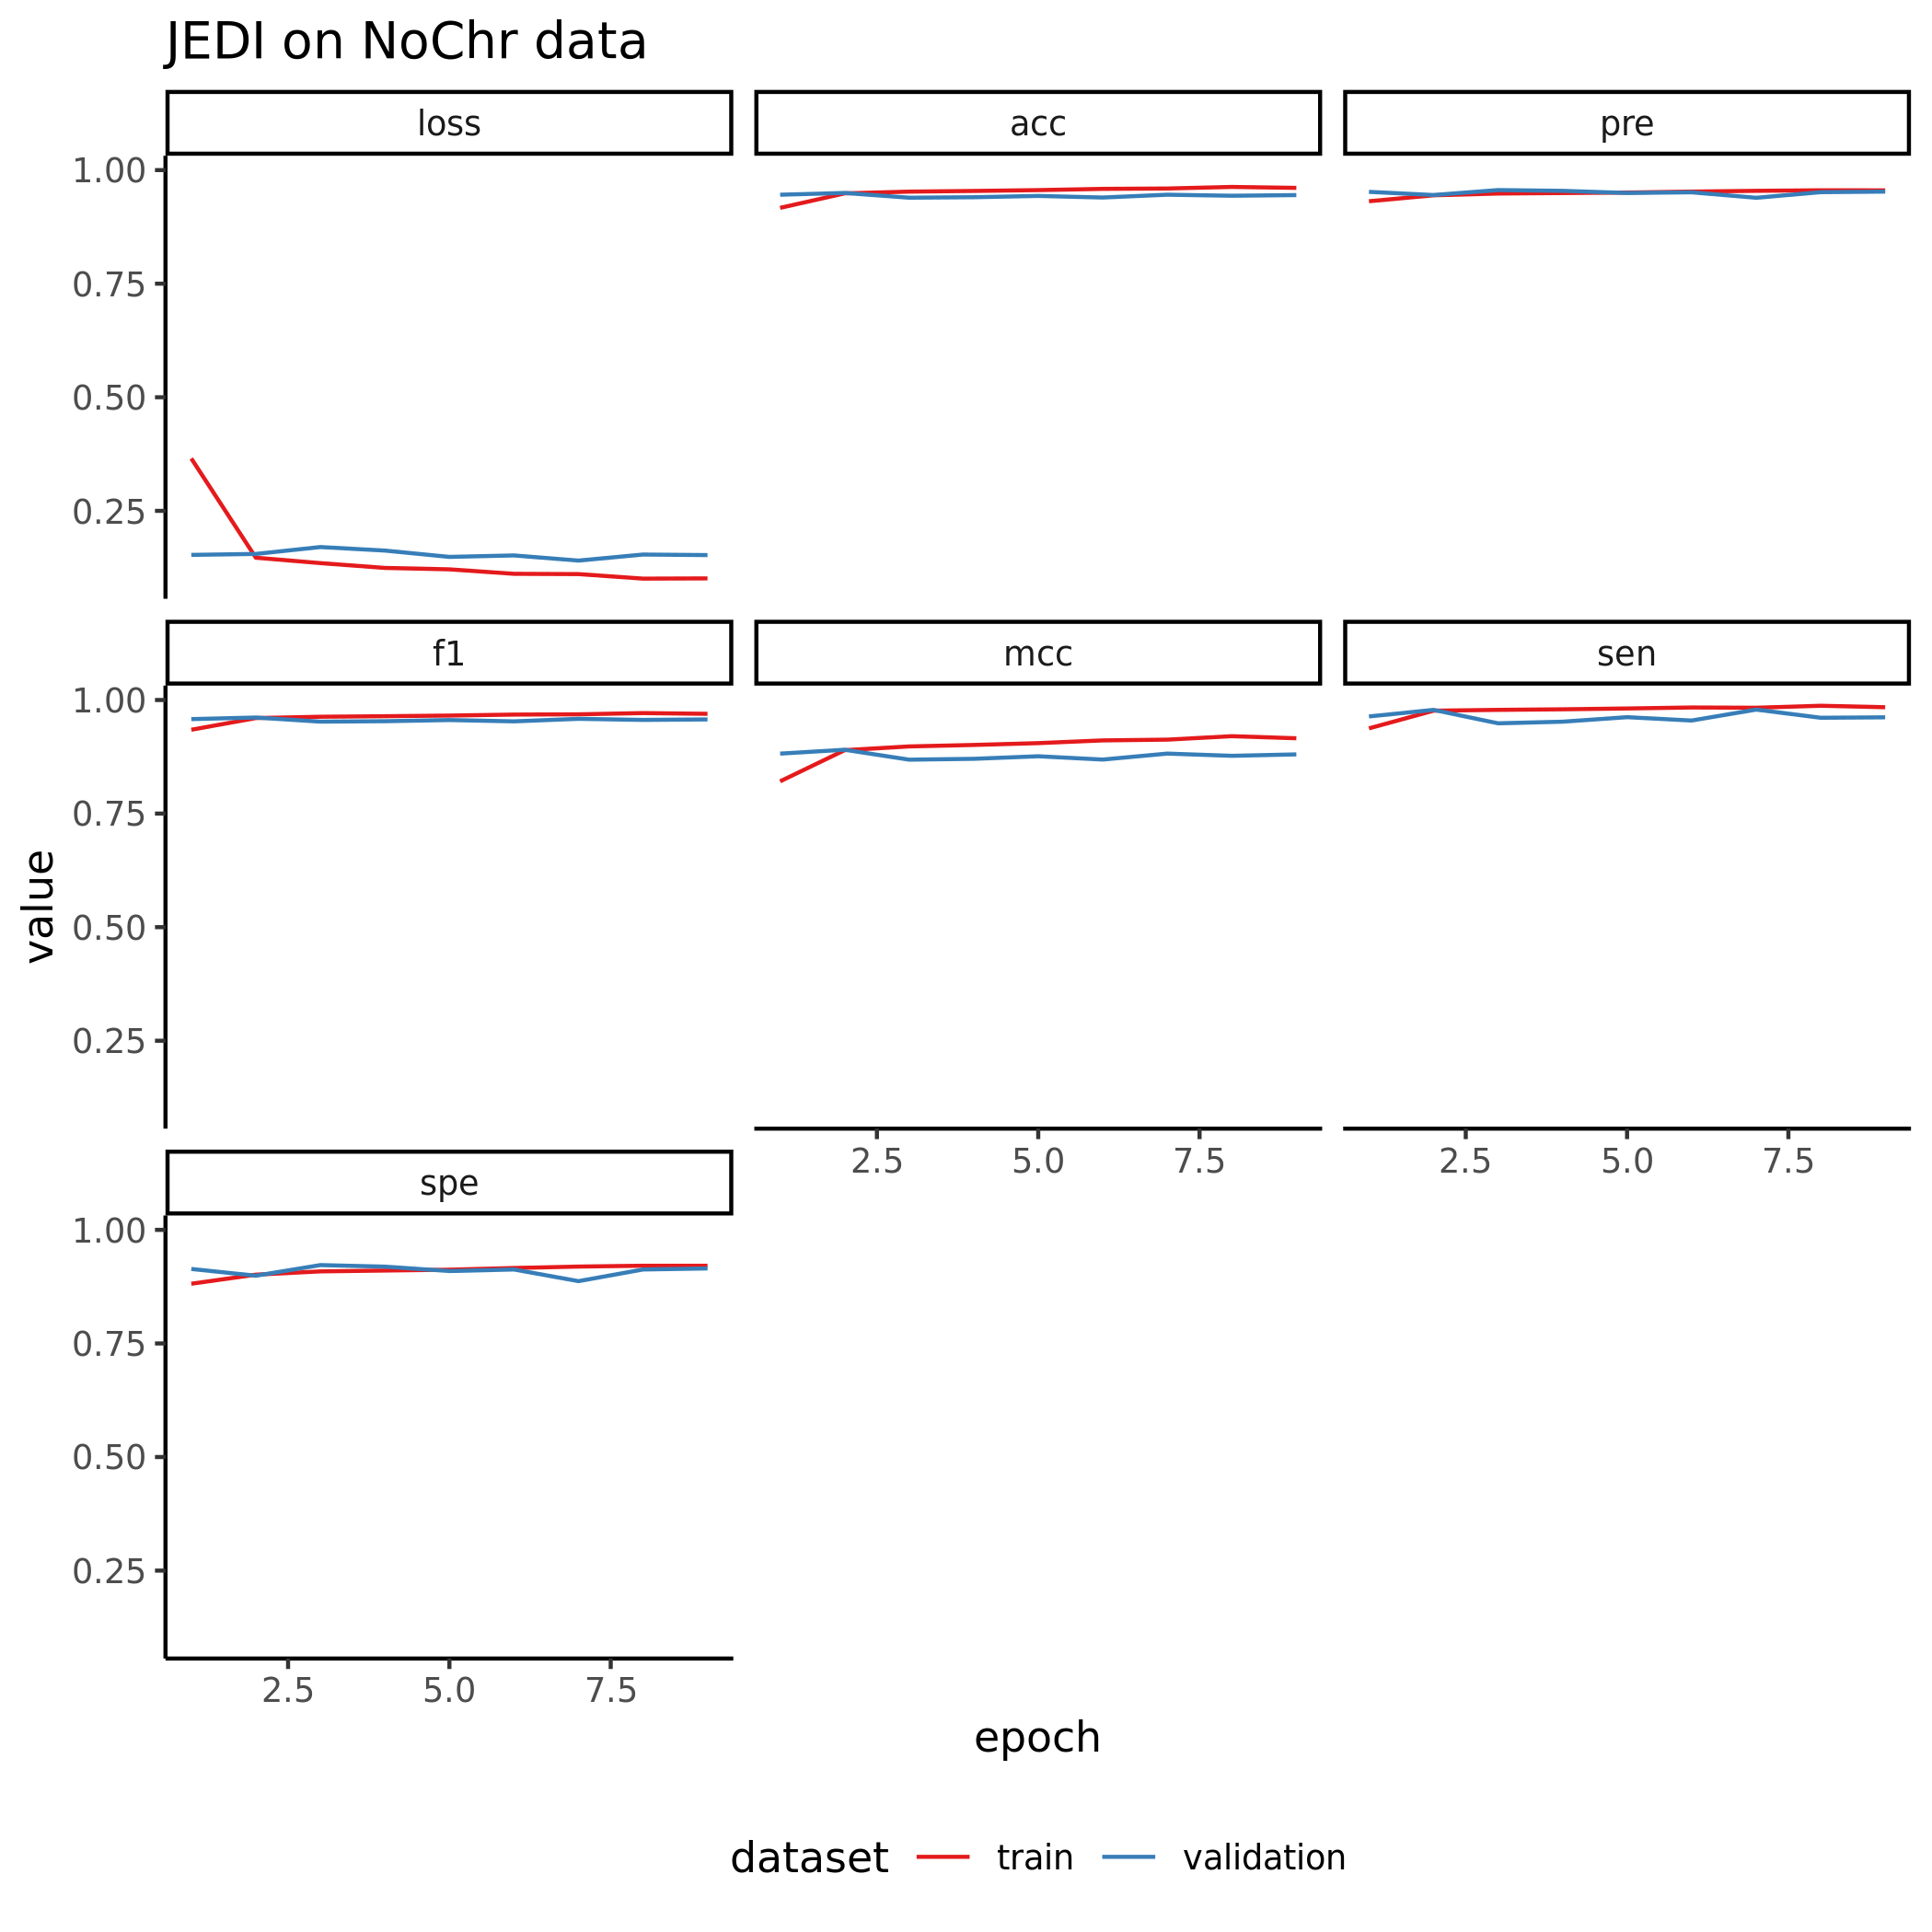 JEDI on NoChr data
loss acc pre
1.00
0.75
0.50
0.25
f1 mcc sen
1.00
0.75
0.50
0.25
2.5 5.0 7.5 2.5 5.0 7.5
value
spe
1.00
0.75
0.50
0.25
2.5 5.0 7.5
epoch
dataset train validation